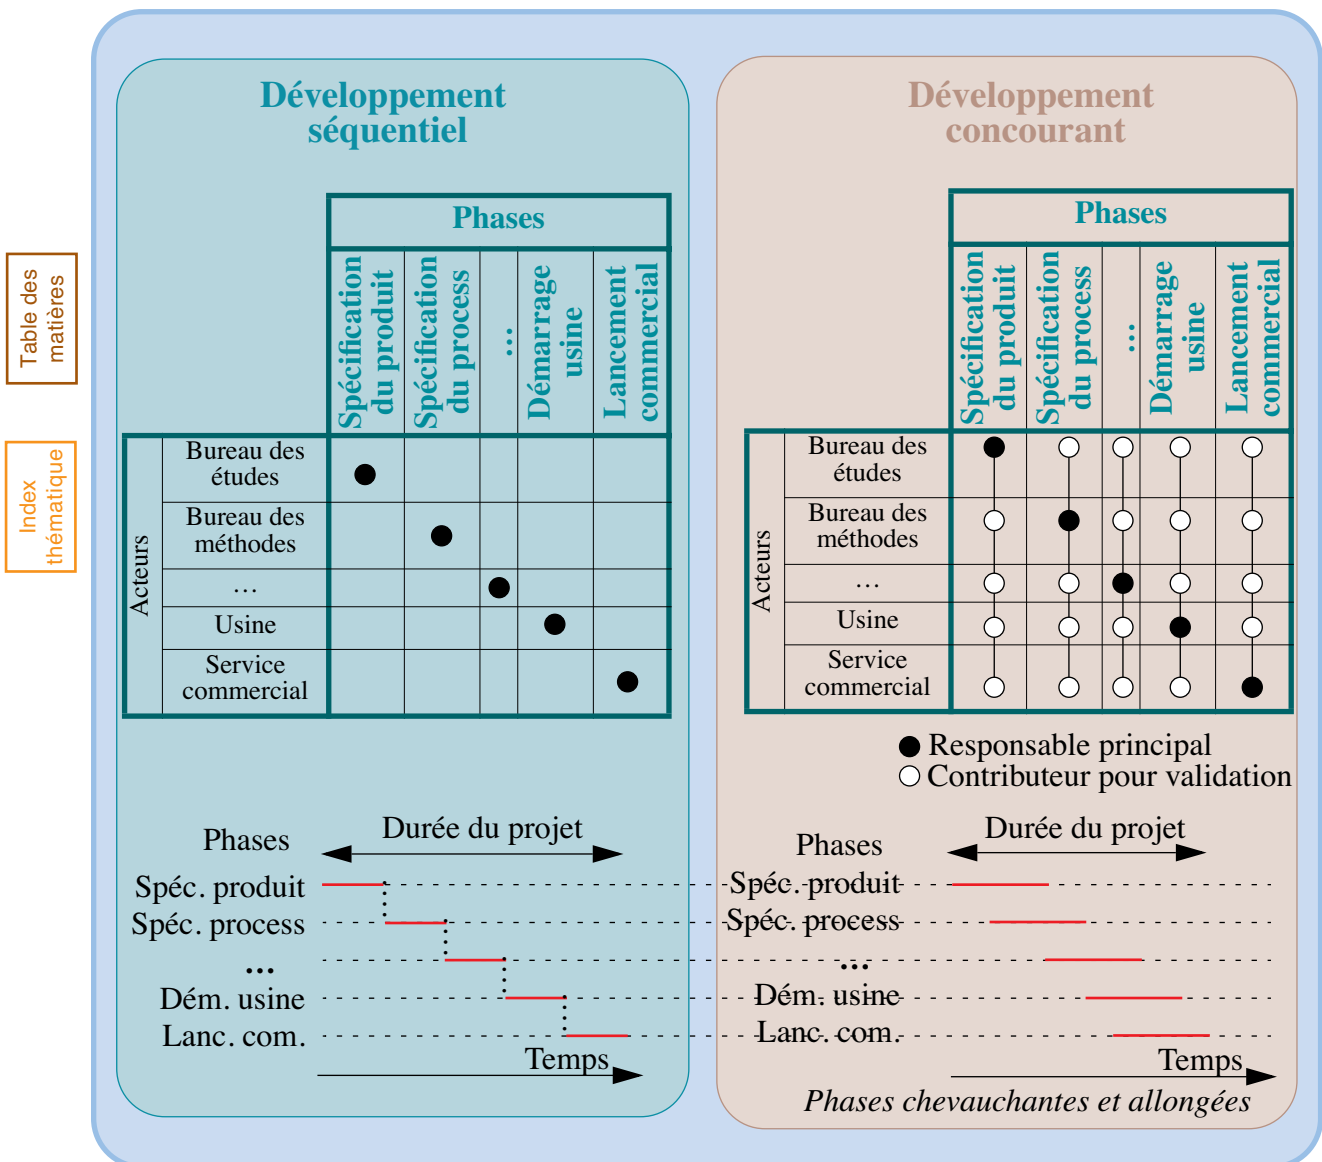 Table des
matières
Index
thématique
Développement
séquentiel
Phases
Spécification
du produit
Spécification
du process
...
Démarrage
usine
Lancement
commercial
Acteurs
Bureau des
études
Bureau des
méthodes
...
Usine
Service
commercial
Phases
Durée du projet
Spéc. produit
Spéc. process
...
Dém. usine
Lanc. com.
Temps
Développement
concourant
Phases
Spécification
du produit
Spécification
du process
...
Démarrage
usine
Lancement
commercial
Acteurs
Bureau des
études
Bureau des
méthodes
...
Usine
Service
commercial
Responsable principal
Contributeur pour validation
Phases
Durée du projet
Spéc. produit
Spéc. process
...
Dém. usine
Lanc. com.
Temps
Phases chevauchantes et allongées